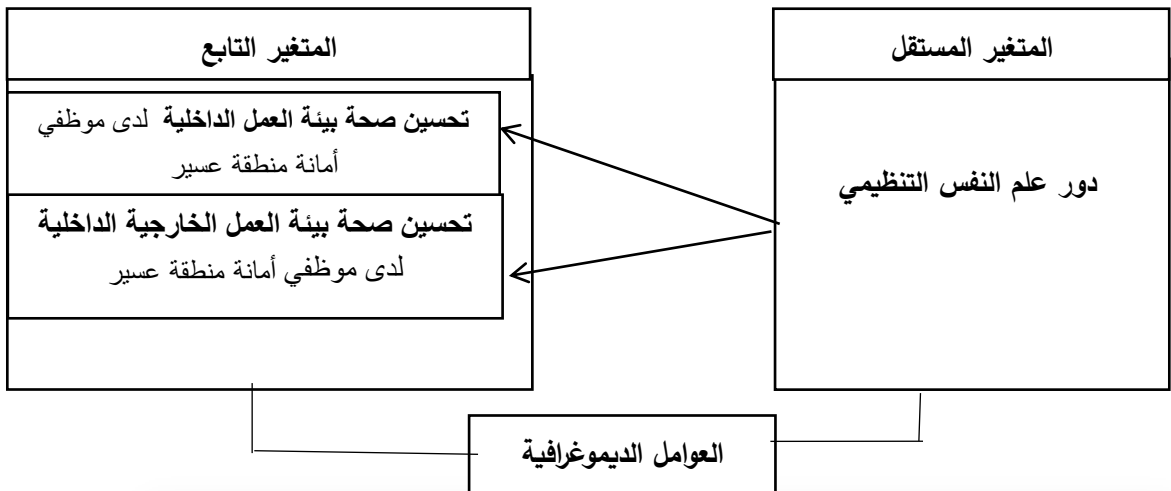 المتغير المستقل
المتغير التابع
دور علم النفس التنظيمي
تحسين صحة بيئة العمل الداخلية لدى موظفي
أمانة منطقة عسير
تحسين صحة بيئة العمل الخارجية الداخلية
لدى موظفي أمانة منطقة عسير
العوامل الديموغرافية